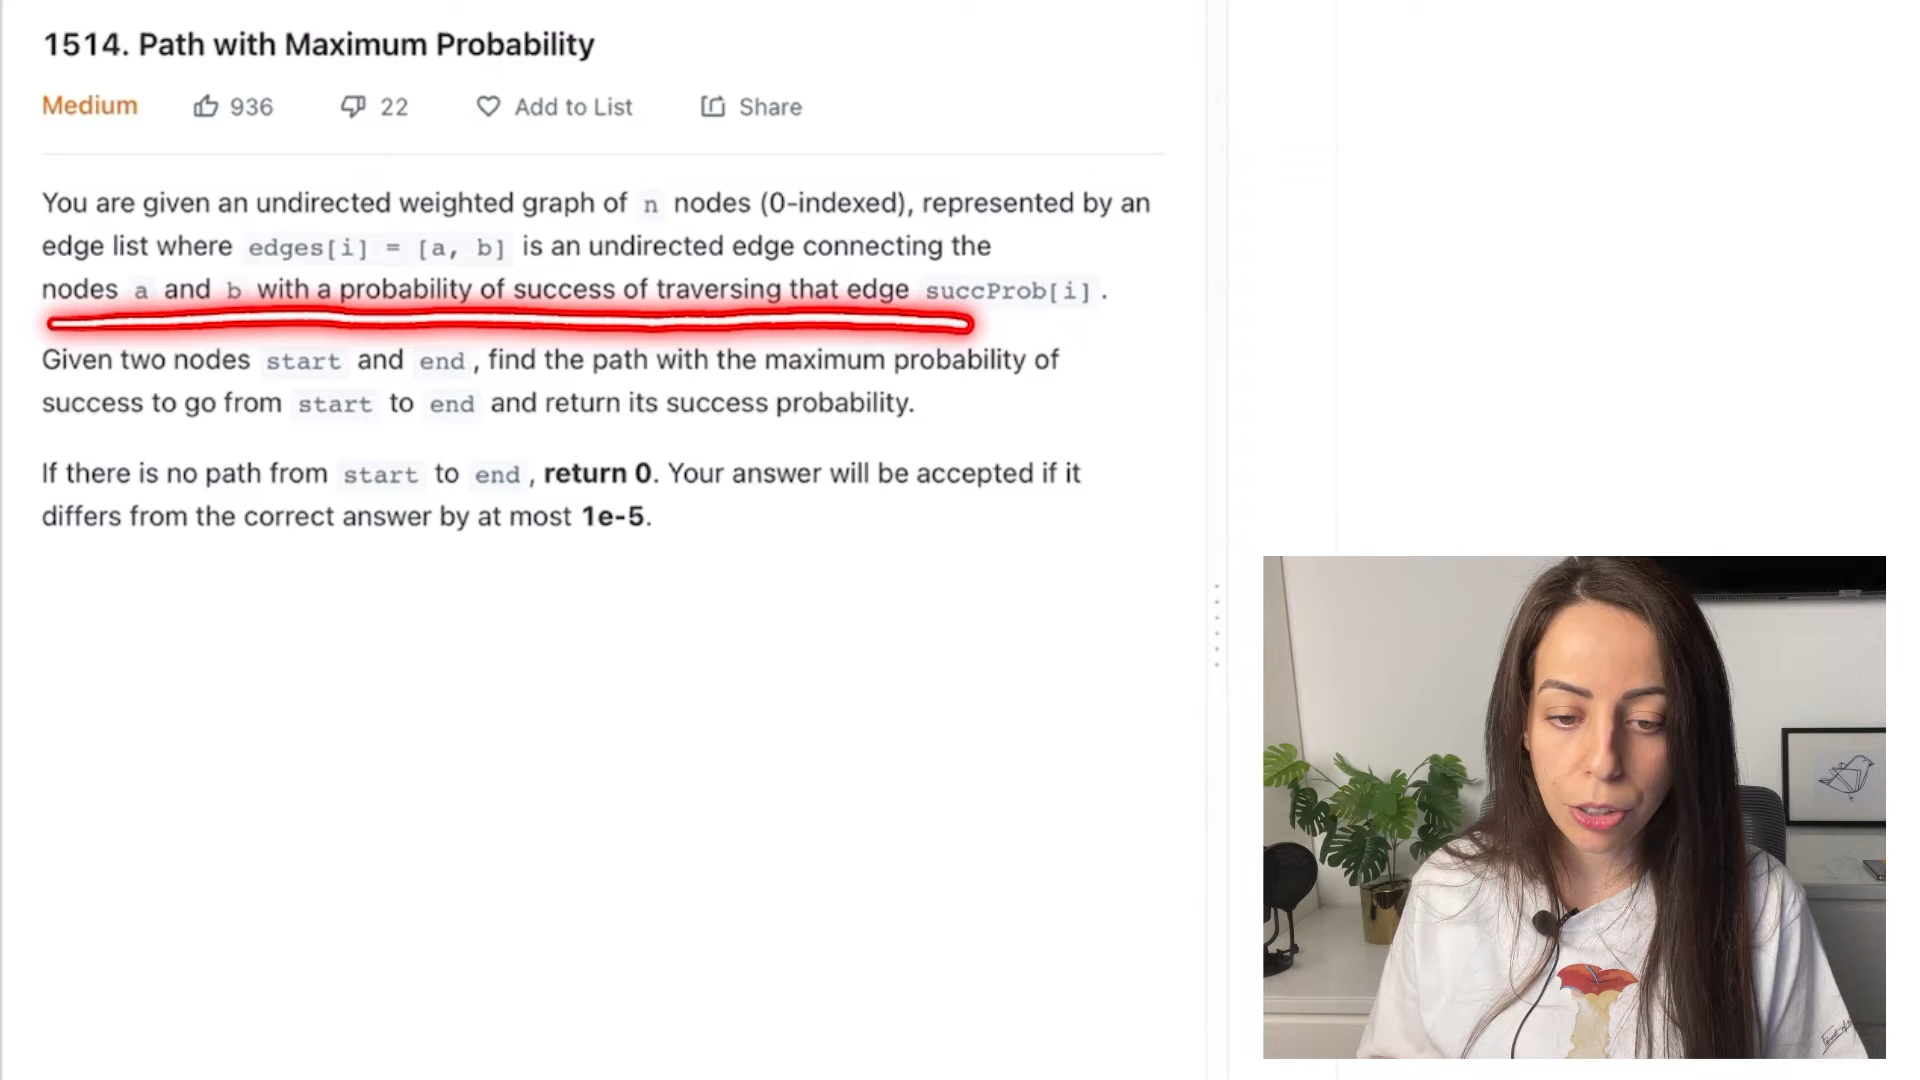 1514. Path with Maximum Probability
Medium 936 22 Add to List Share
You are given an undirected weighted graph of n nodes (0-indexed), represented by an
edge list where edges[i] = [a, b] is an undirected edge connecting the
nodes a and b with a probability of success of traversing that edge succProb[i] .
Given two nodes start and end , find the path with the maximum probability of
success to go from start to end and return its success probability.
If there is no path from start to end , return 0. Your answer will be accepted if it
differs from the correct answer by at most 1e-5.